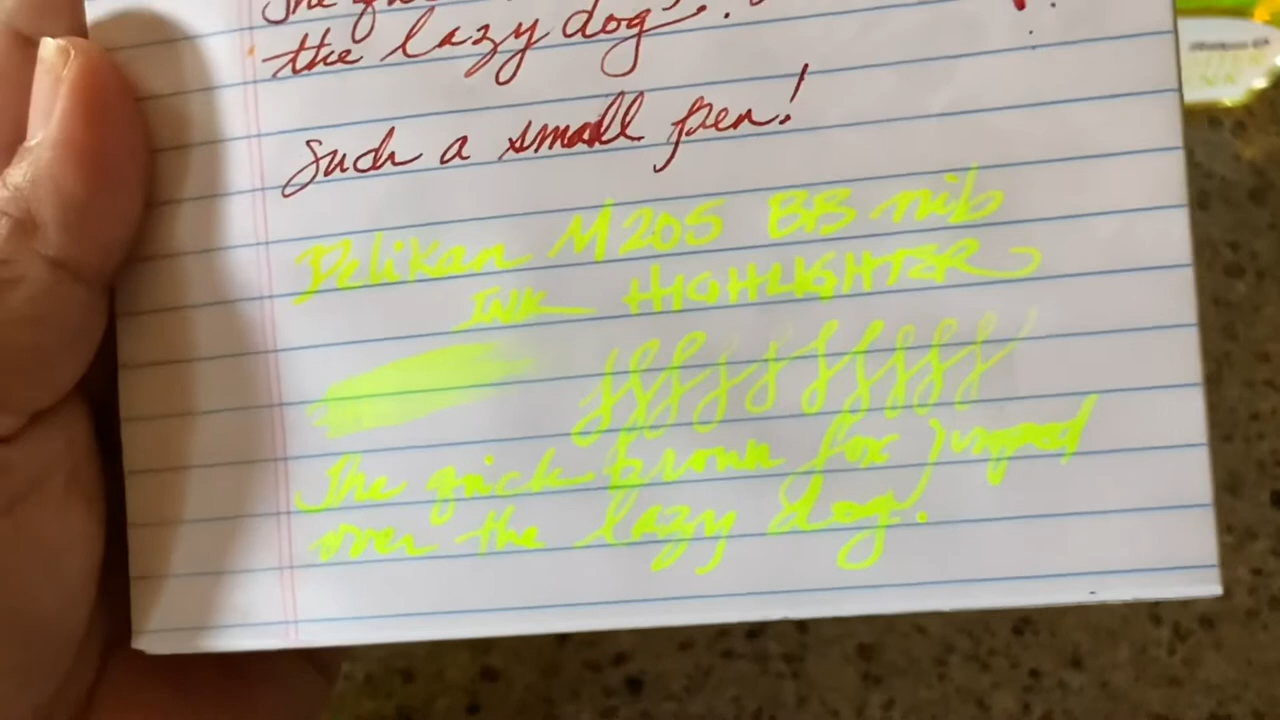 The
the lazy dog.
Such a small pen!
Pelikan M205 BB nib
INK HIGHLIGHTER
The quick brown fox jumped
over the lazy dog.